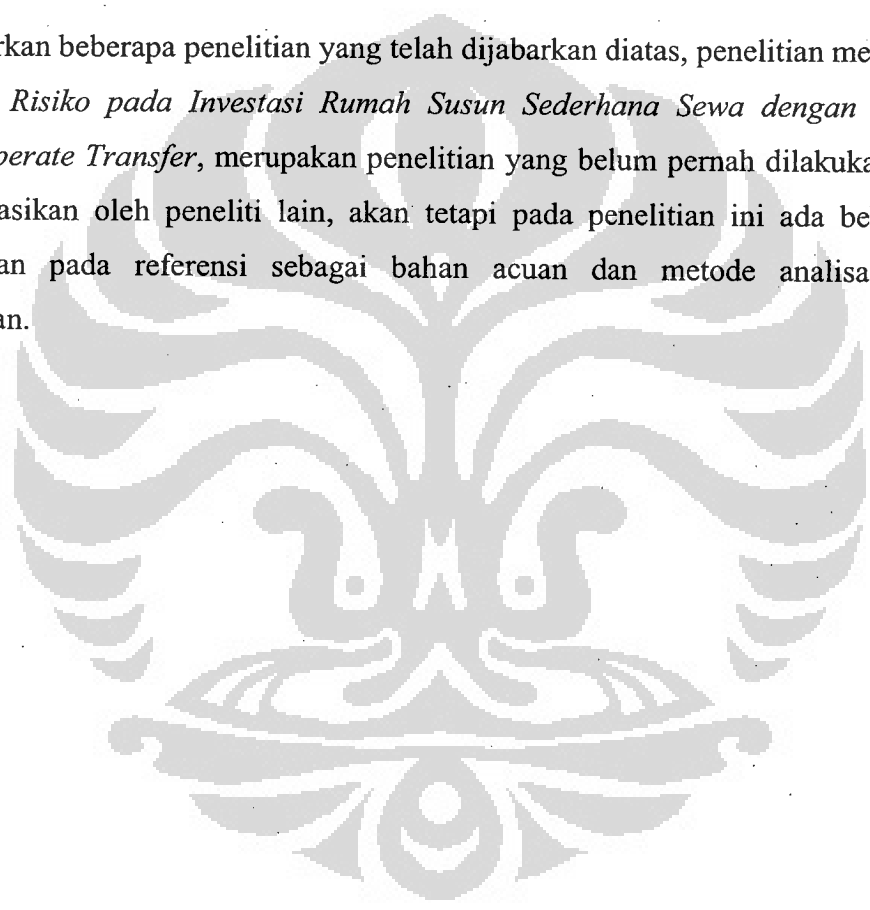 rkan beberapa penelitian yang telah dijabarkan diatas, penelitian me
Risiko pada Investasi Rumah Susun Sederhana Sewa dengan
perate Transfer, merupakan penelitian yang belum pernah dilakuka
asikan oleh peneliti lain, akan tetapi pada penelitian ini ada be
an pada referensi sebagai bahan acuan dan metode analisa
an.